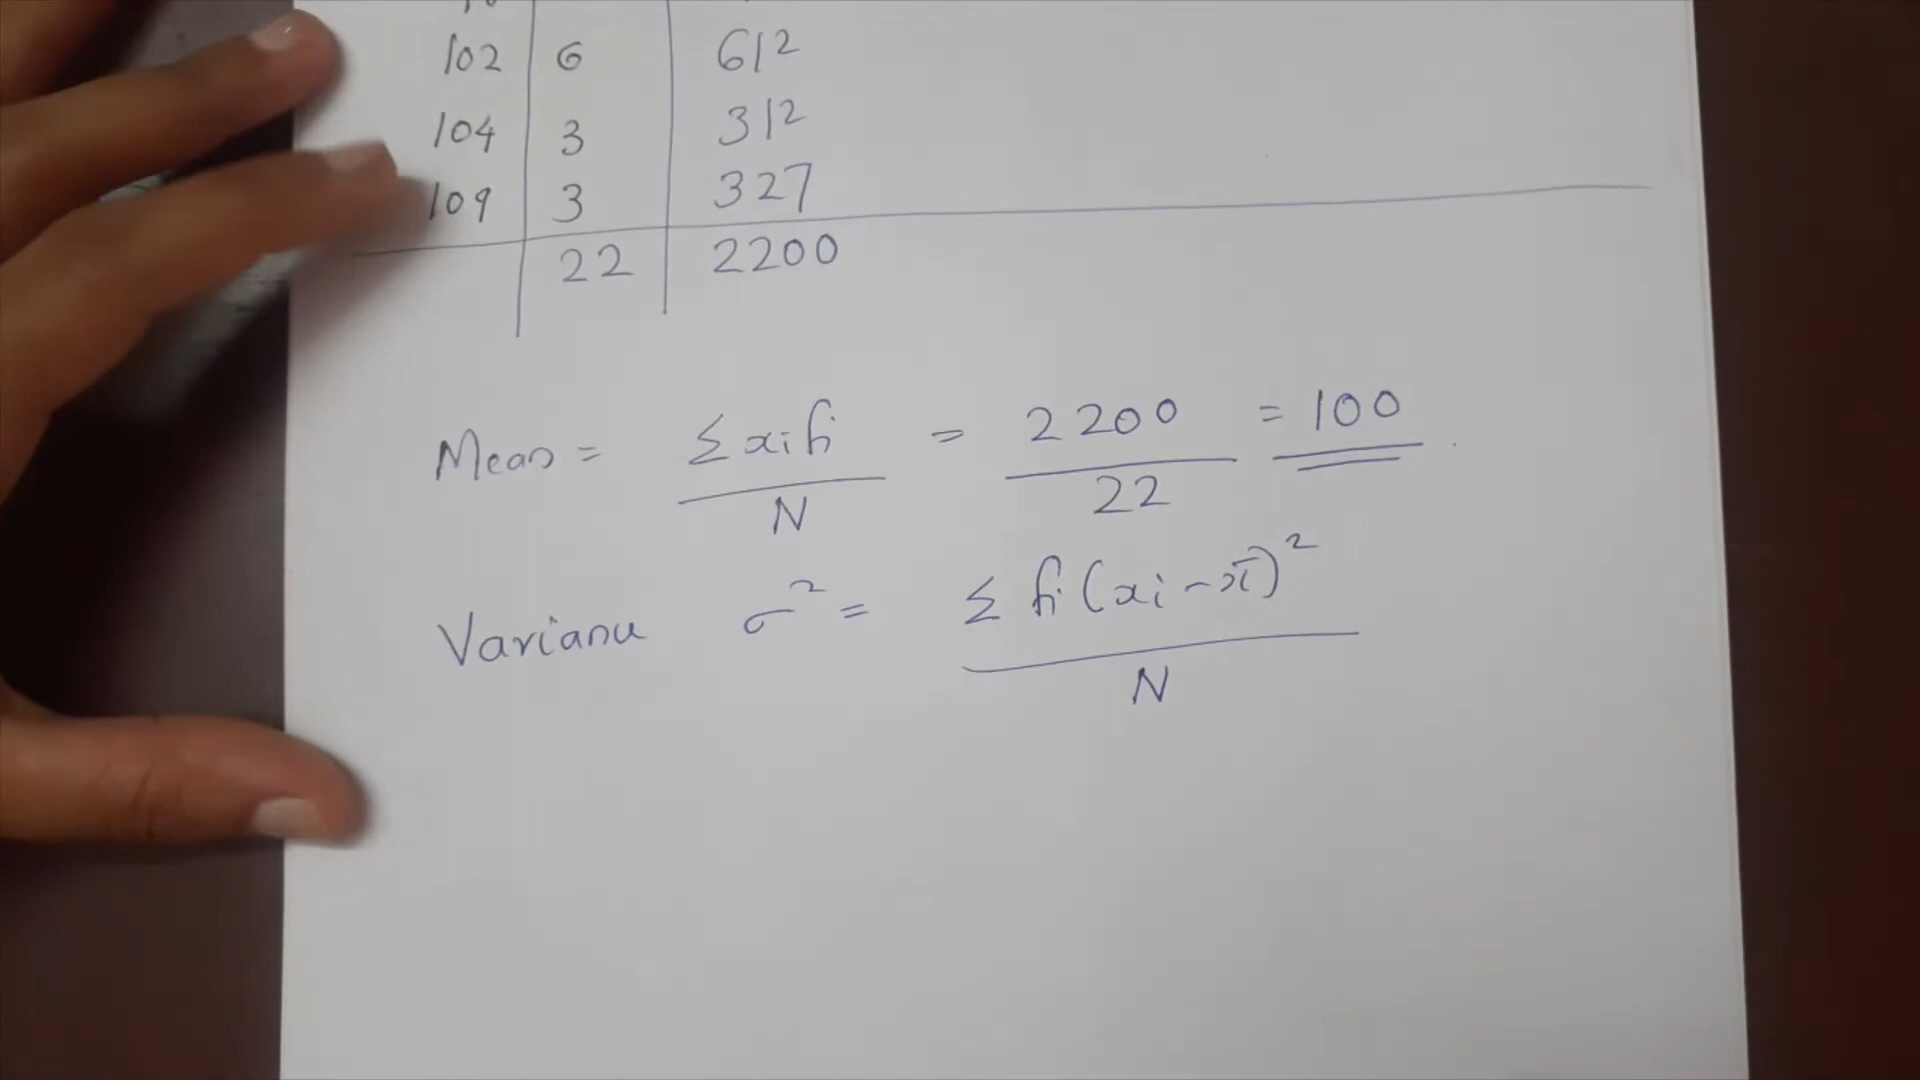 102 6 612
104 3 312
109 3 327
22 2200
Mean = Σxifi / N = 2200 / 22 = 100
Variance σ² = Σfi(xi - x̄)² / N